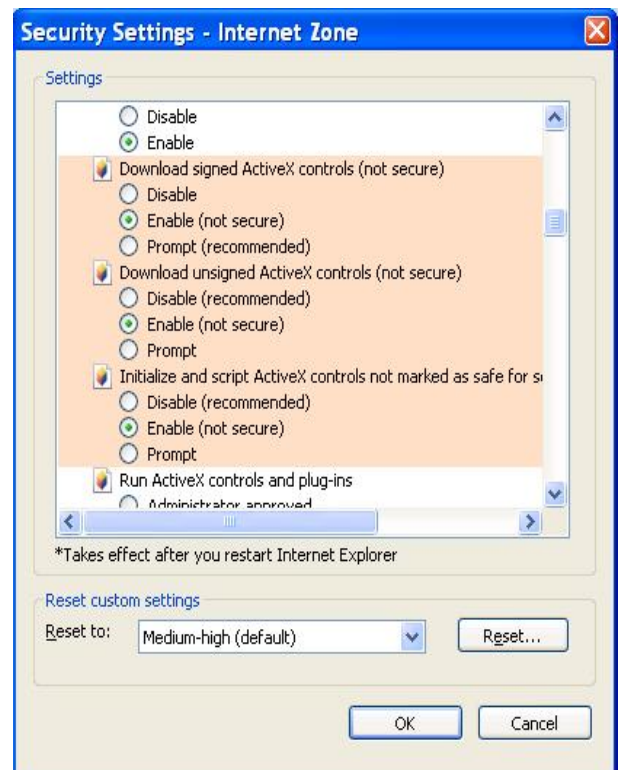 Security Settings - Internet Zone
Settings
Disable
Enable
Download signed ActiveX controls (not secure)
Disable
Enable (not secure)
Prompt (recommended)
Download unsigned ActiveX controls (not secure)
Disable (recommended)
Enable (not secure)
Prompt
Initialize and script ActiveX controls not marked as safe for
Disable (recommended)
Enable (not secure)
Prompt
Run ActiveX controls and plug-ins
Administrator approved
*Takes effect after you restart Internet Explorer
Reset custom settings
Reset to: Medium-high (default) Reset...
OK Cancel